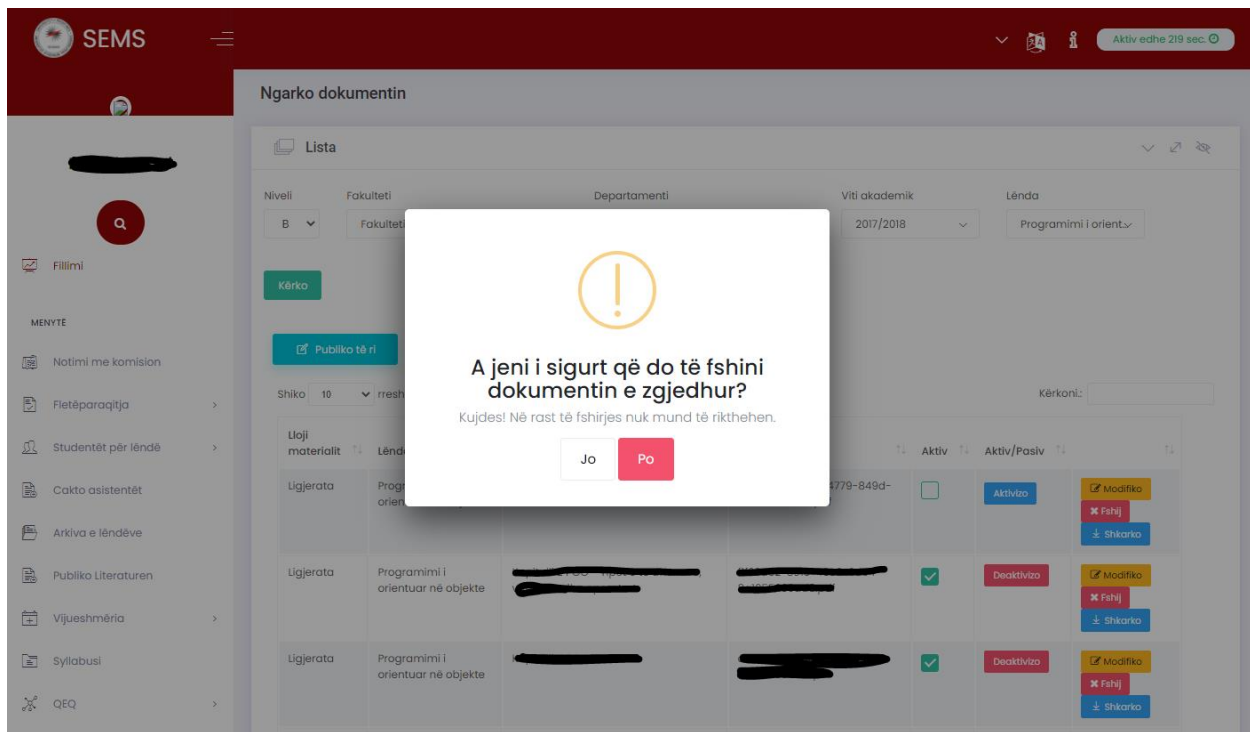 SEMS
Aktiv edhe 219 sec.
Ngarko dokumentin
Lista
Niveli Fakulteti Departamenti Viti akademik Lënda
B Fakulteti 2017/2018 Programimi i orient
Kërko
Publiko të ri
Shiko 10 rresh
Kërkoni:
A jeni i sigurt që do të fshini
dokumentin e zgjedhur?
Kujdes! Në rast të fshirjes nuk mund të rikthehen.
Jo Po
Fillimi
MENYTË
Notimi me komision
Fletëparaqitja
Studentët për lëndë
Cakto asistentët
Arkiva e lëndëve
Publiko Literaturen
Vijueshmëria
Syllabusi
QEQ
Lloji
materialit Aktiv Aktiv/Pasiv
Ligjerata Progr
orien
4779-849d-
Aktivizo
Modifiko
Fshij
Shkarko
Ligjerata Programimi i
orientuar në objekte
Deaktivizo
Modifiko
Fshij
Shkarko
Ligjerata Programimi i
orientuar në objekte
Deaktivizo
Modifiko
Fshij
Shkarko